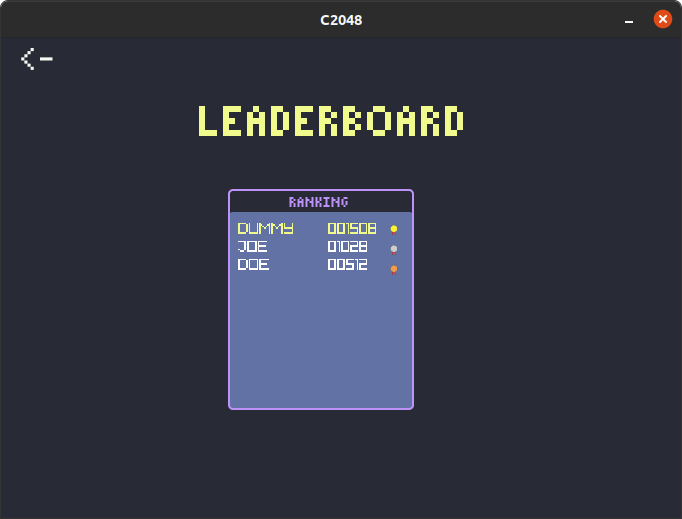 C2048
<-
LEADERBOARD
RANKING
DUMMY 001508
JOE 01028
DOE 00512